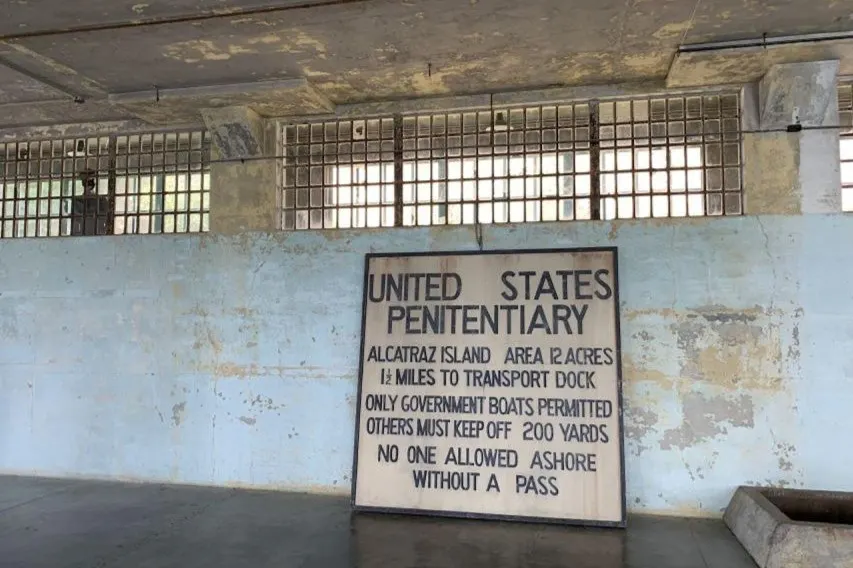 UNITED STATES
PENITENTIARY
ALCATRAZ ISLAND AREA 12 ACRES
1½ MILES TO TRANSPORT DOCK
ONLY GOVERNMENT BOATS PERMITTED
OTHERS MUST KEEP OFF 200 YARDS
NO ONE ALLOWED ASHORE
WITHOUT A PASS